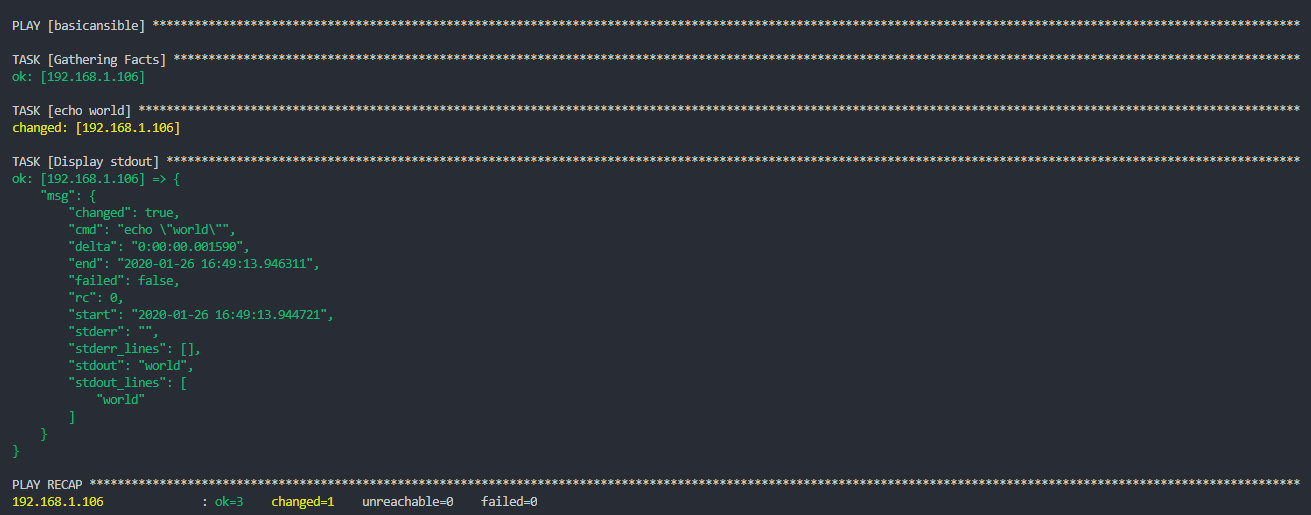 PLAY [basicansible] ********************************************************************************************************************************************************************
TASK [Gathering Facts] *****************************************************************************************************************************************************************
ok: [192.168.1.106]
TASK [echo world] **********************************************************************************************************************************************************************
changed: [192.168.1.106]
TASK [Display stdout] ******************************************************************************************************************************************************************
ok: [192.168.1.106] => {
    "msg": {
        "changed": true,
        "cmd": "echo \"world\"",
        "delta": "0:00:00.001590",
        "end": "2020-01-26 16:49:13.946311",
        "failed": false,
        "rc": 0,
        "start": "2020-01-26 16:49:13.944721",
        "stderr": "",
        "stderr_lines": [],
        "stdout": "world",
        "stdout_lines": [
            "world"
        ]
    }
}
PLAY RECAP *****************************************************************************************************************************************************************************
192.168.1.106              : ok=3    changed=1    unreachable=0    failed=0